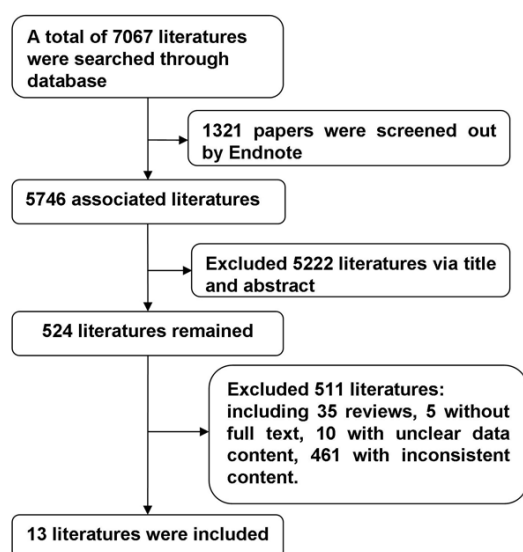 A total of 7067 literatures
were searched through
database
1321 papers were screened out
by Endnote
5746 associated literatures
Excluded 5222 literatures via title
and abstract
524 literatures remained
Excluded 511 literatures:
including 35 reviews, 5 without
full text, 10 with unclear data
content, 461 with inconsistent
content.
13 literatures were included